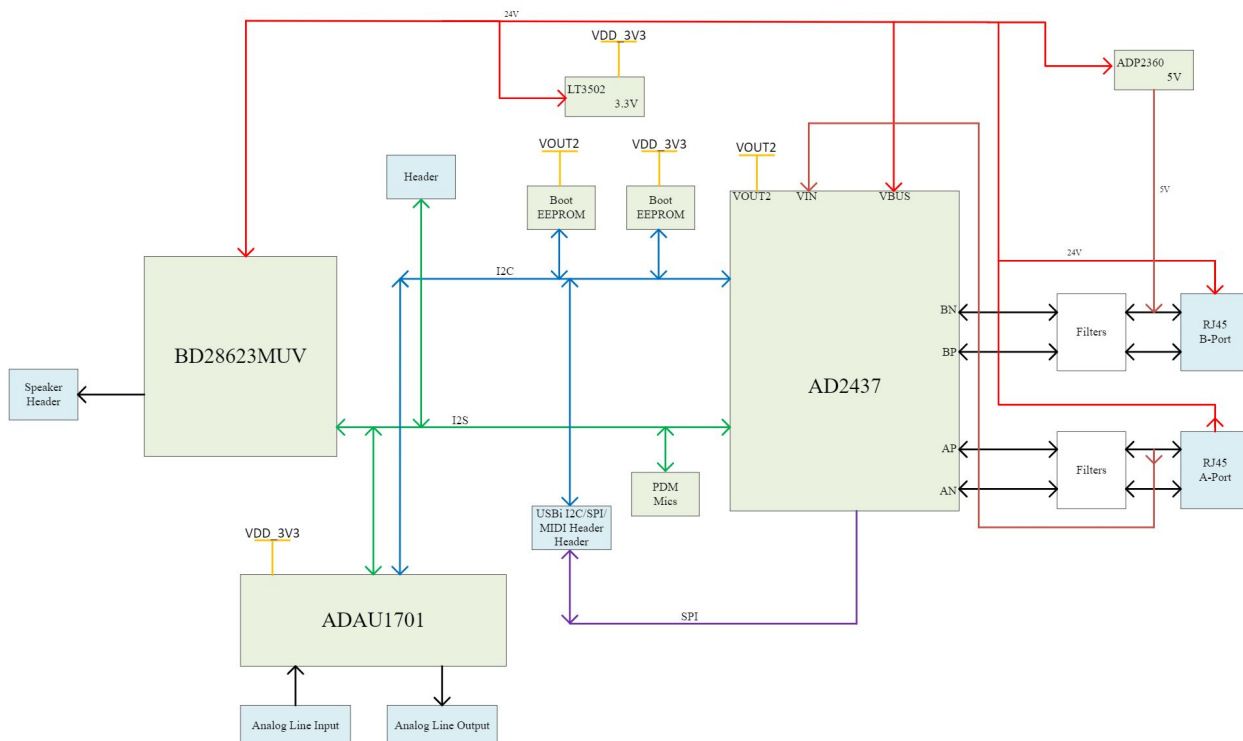 24V
VDD_3V3
ADP2360
5V
LT3502
3.3V
VOUT2
VDD_3V3
VOUT2
Header
Boot
EEPROM
Boot
EEPROM
VOUT2
VIN
VBUS
5V
I2C
24V
BN
BP
Filters
RJ45
B-Port
BD28623MUV
AD2437
Speaker
Header
I2S
AP
AN
Filters
RJ45
A-Port
PDM
Mics
USBi I2C/SPI/
MIDI Header
Header
VDD_3V3
ADAU1701
SPI
Analog Line Input
Analog Line Output